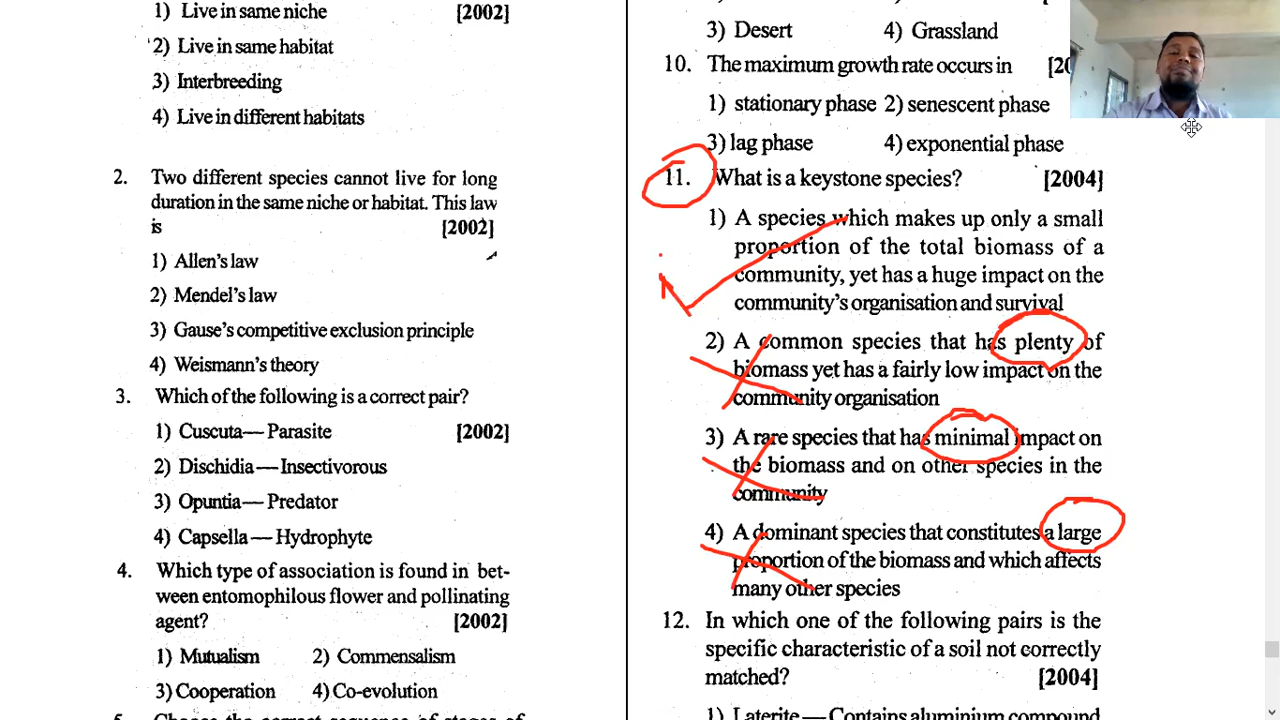 1) Live in same niche [2002]
2) Live in same habitat
3) Interbreeding
4) Live in different habitats
2. Two different species cannot live for long
duration in the same niche or habitat. This law
is [2002]
1) Allen's law
2) Mendel's law
3) Gause's competitive exclusion principle
4) Weismann's theory
3. Which of the following is a correct pair?
1) Cuscuta— Parasite [2002]
2) Dischidia — Insectivorous
3) Opuntia— Predator
4) Capsella — Hydrophyte
4. Which type of association is found in bet-
ween entomophilous flower and pollinating
agent? [2002]
1) Mutualism 2) Commensalism
3) Cooperation 4) Co-evolution
3) Desert 4) Grassland
10. The maximum growth rate occurs in
1) stationary phase 2) senescent phase
3) lag phase 4) exponential phase
11. What is a keystone species? [2004]
1) A species which makes up only a small
proportion of the total biomass of a
community, yet has a huge impact on the
community's organisation and survival
2) A common species that has plenty of
biomass yet has a fairly low impact on the
community organisation
3) A rare species that has minimal impact on
the biomass and on other species in the
community
4) A dominant species that constitutes a large
proportion of the biomass and which affects
many other species
12. In which one of the following pairs is the
specific characteristic of a soil not correctly
matched? [2004]
1) Laterite — Contains aluminium compound